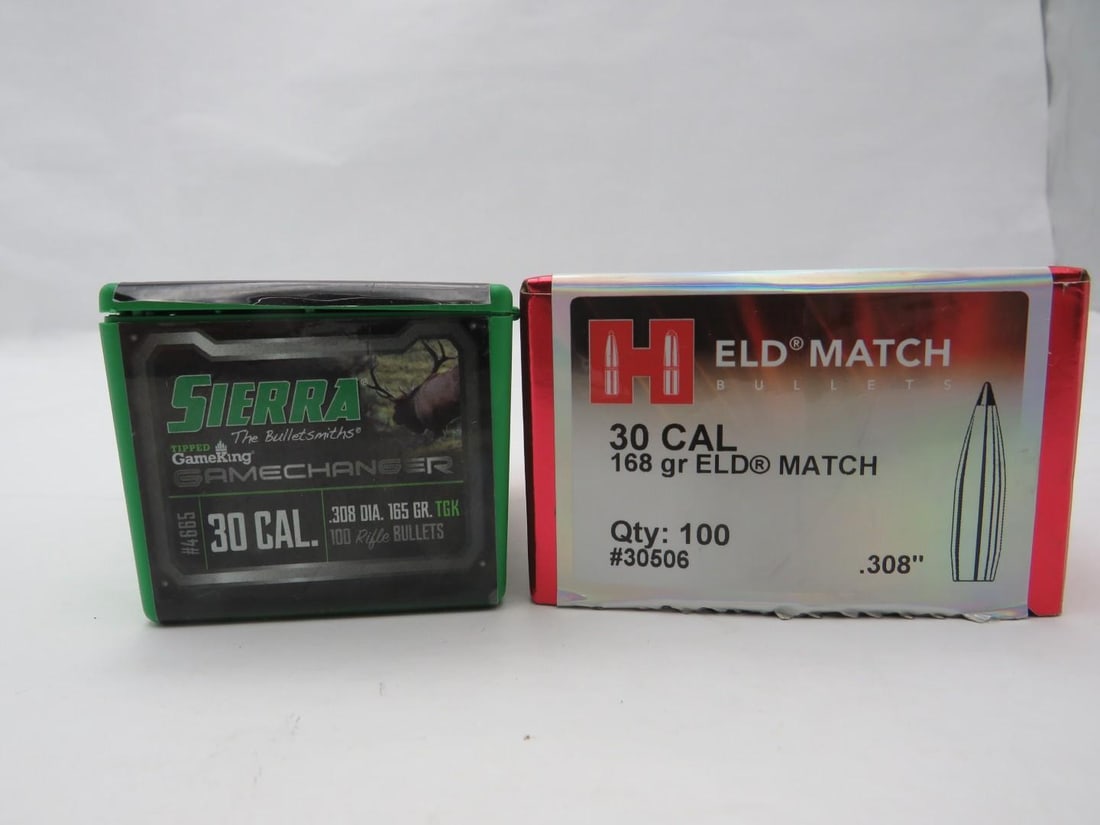 SIERRA®
The Bulletsmiths®
TIPPED
GameKing®
GAMECHANGER
#4665
30 CAL.
.308 DIA. 165 GR. TGK
100 Rifle BULLETS
H
ELD® MATCH
BULLETS
30 CAL
168 gr ELD® MATCH
Qty: 100
#30506
.308"